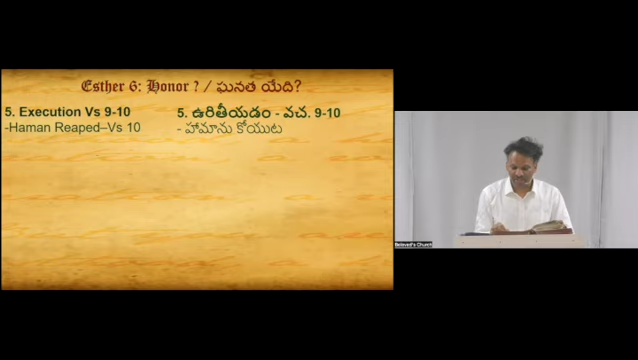 Esther 6: Honor ? / ఘనత యేది?
5. Execution Vs 9-10
-Haman Reaped–Vs 10
5. ఉరితీయడం - వచ. 9-10
- హామాను కోయుట
Beloved's Church